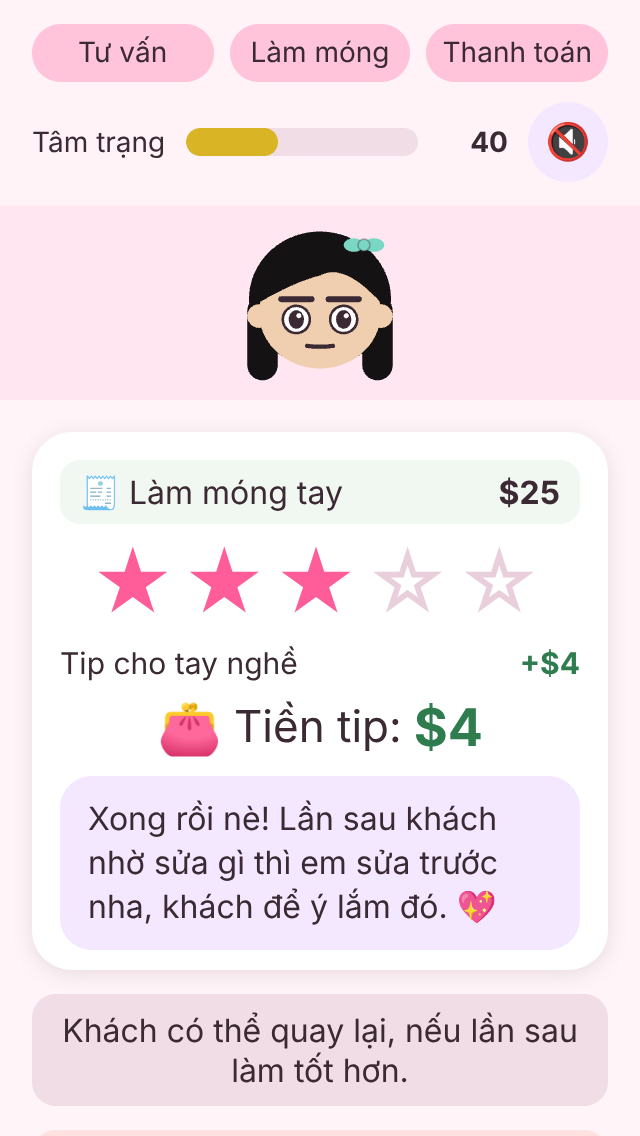 Tư vấn
Làm móng
Thanh toán
Tâm trạng
40
Làm móng tay
$25
Tip cho tay nghề
+$4
Tiền tip: $4
Xong rồi nè! Lần sau khách
nhờ sửa gì thì em sửa trước
nha, khách để ý lắm đó. 💖
Khách có thể quay lại, nếu lần sau
làm tốt hơn.